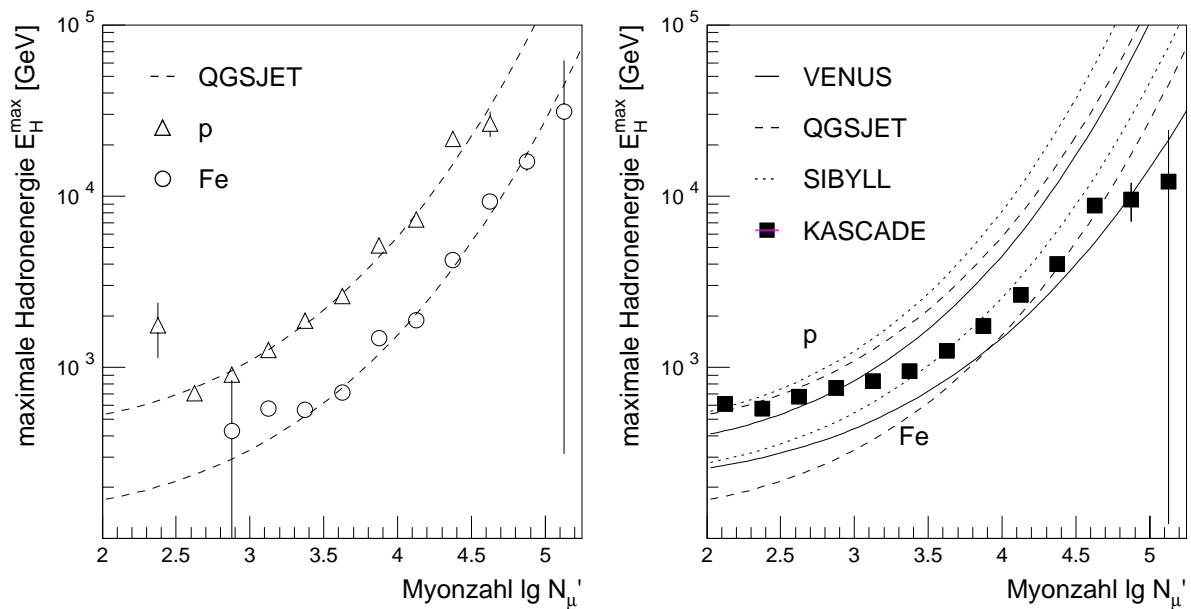 maximale Hadronenergie E_H^max [GeV]
10^5
10^4
10^3
QGSJET
p
Fe
2 2.5 3 3.5 4 4.5 5
Myonzahl lg N_μ'
maximale Hadronenergie E_H^max [GeV]
10^5
10^4
10^3
VENUS
QGSJET
SIBYLL
KASCADE
p
Fe
2 2.5 3 3.5 4 4.5 5
Myonzahl lg N_μ'